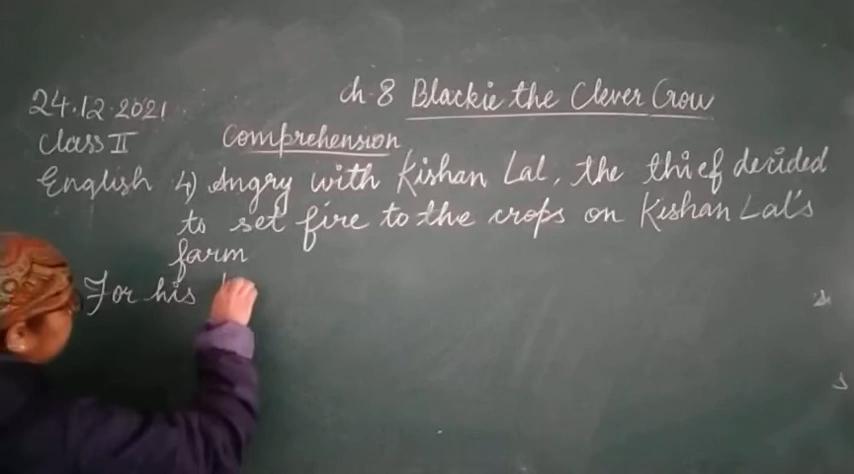 ch-8 Blackie the Clever Crow
24.12.2021
Class II Comprehension
English 4) Angry with Kishan Lal, the thief decided
to set fire to the crops on Kishan Lal's
farm
For his